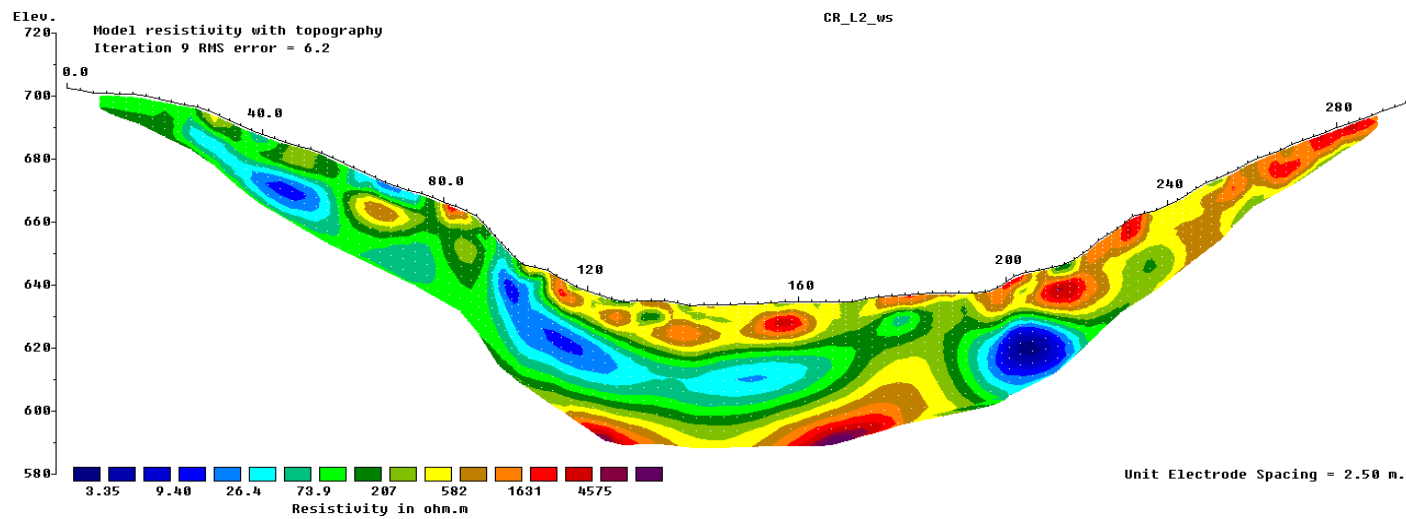 Elev.
CR_L2_ws
720
Model resistivity with topography
Iteration 9 RMS error = 6.2
0.0
700
40.0
280
680
80.0
240
660
200
640
120
160
620
600
580
Unit Electrode Spacing = 2.50 m.
3.35 9.40 26.4 73.9 207 582 1631 4575
Resistivity in ohm.m